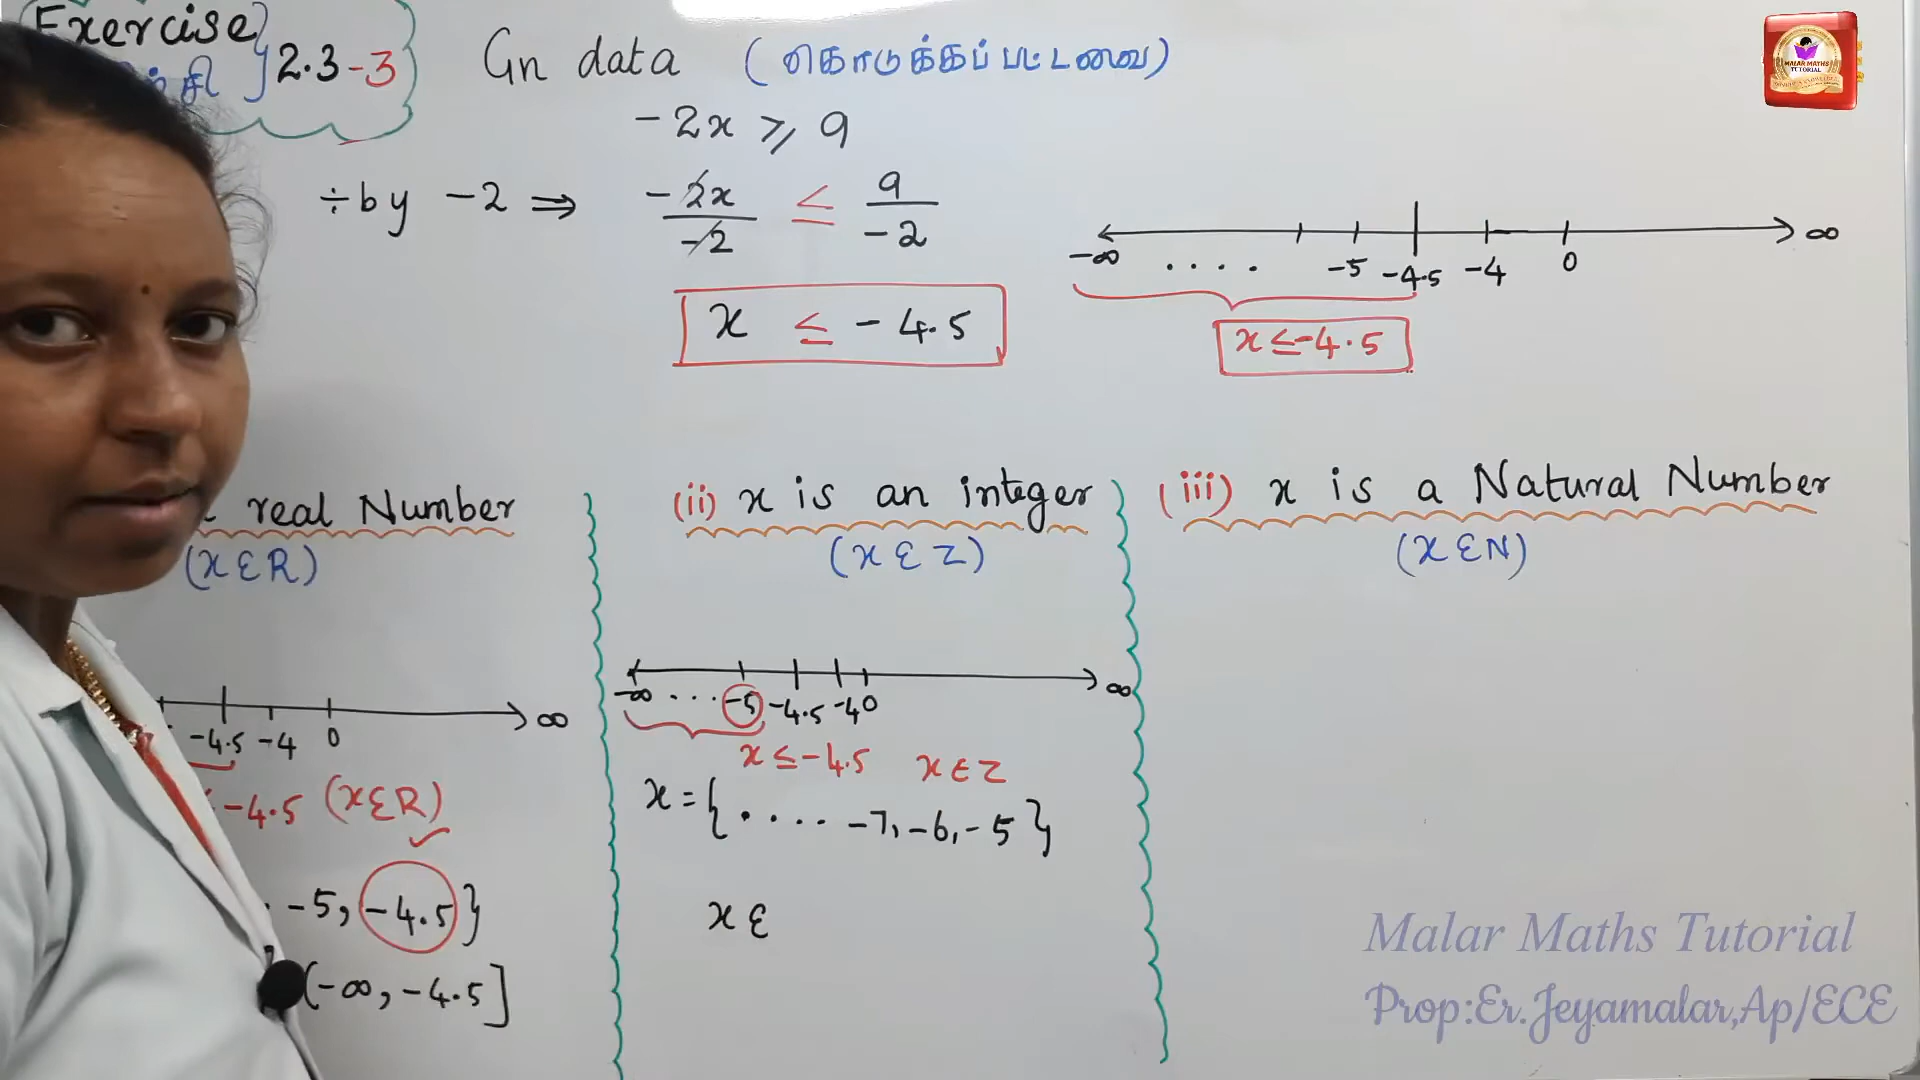 Exercise} 2.3-3
Gn data (கொடுக்கப்பட்டவை)
-2x ≥ 9
÷by -2 ⇒ -2x/-2 ≤ 9/-2
x ≤ -4.5
-∞ .... -5 -4.5 -4 0 ∞
x ≤ -4.5
real Number
(x ε R)
-4.5 -4 0 ∞
-4.5 (x ε R)
-5, -4.5}
(-∞, -4.5]
(ii) x is an integer
(x ε Z)
-∞ ... -5 -4.5 -4 0 ∞
x ≤ -4.5 x ε Z
x = {.... -7, -6, -5}
x ε
(iii) x is a Natural Number
(x ε N)
MALAR MATHS
TUTORIAL
Malar Maths Tutorial
Prop:Er.Jeyamalar,Ap/ECE